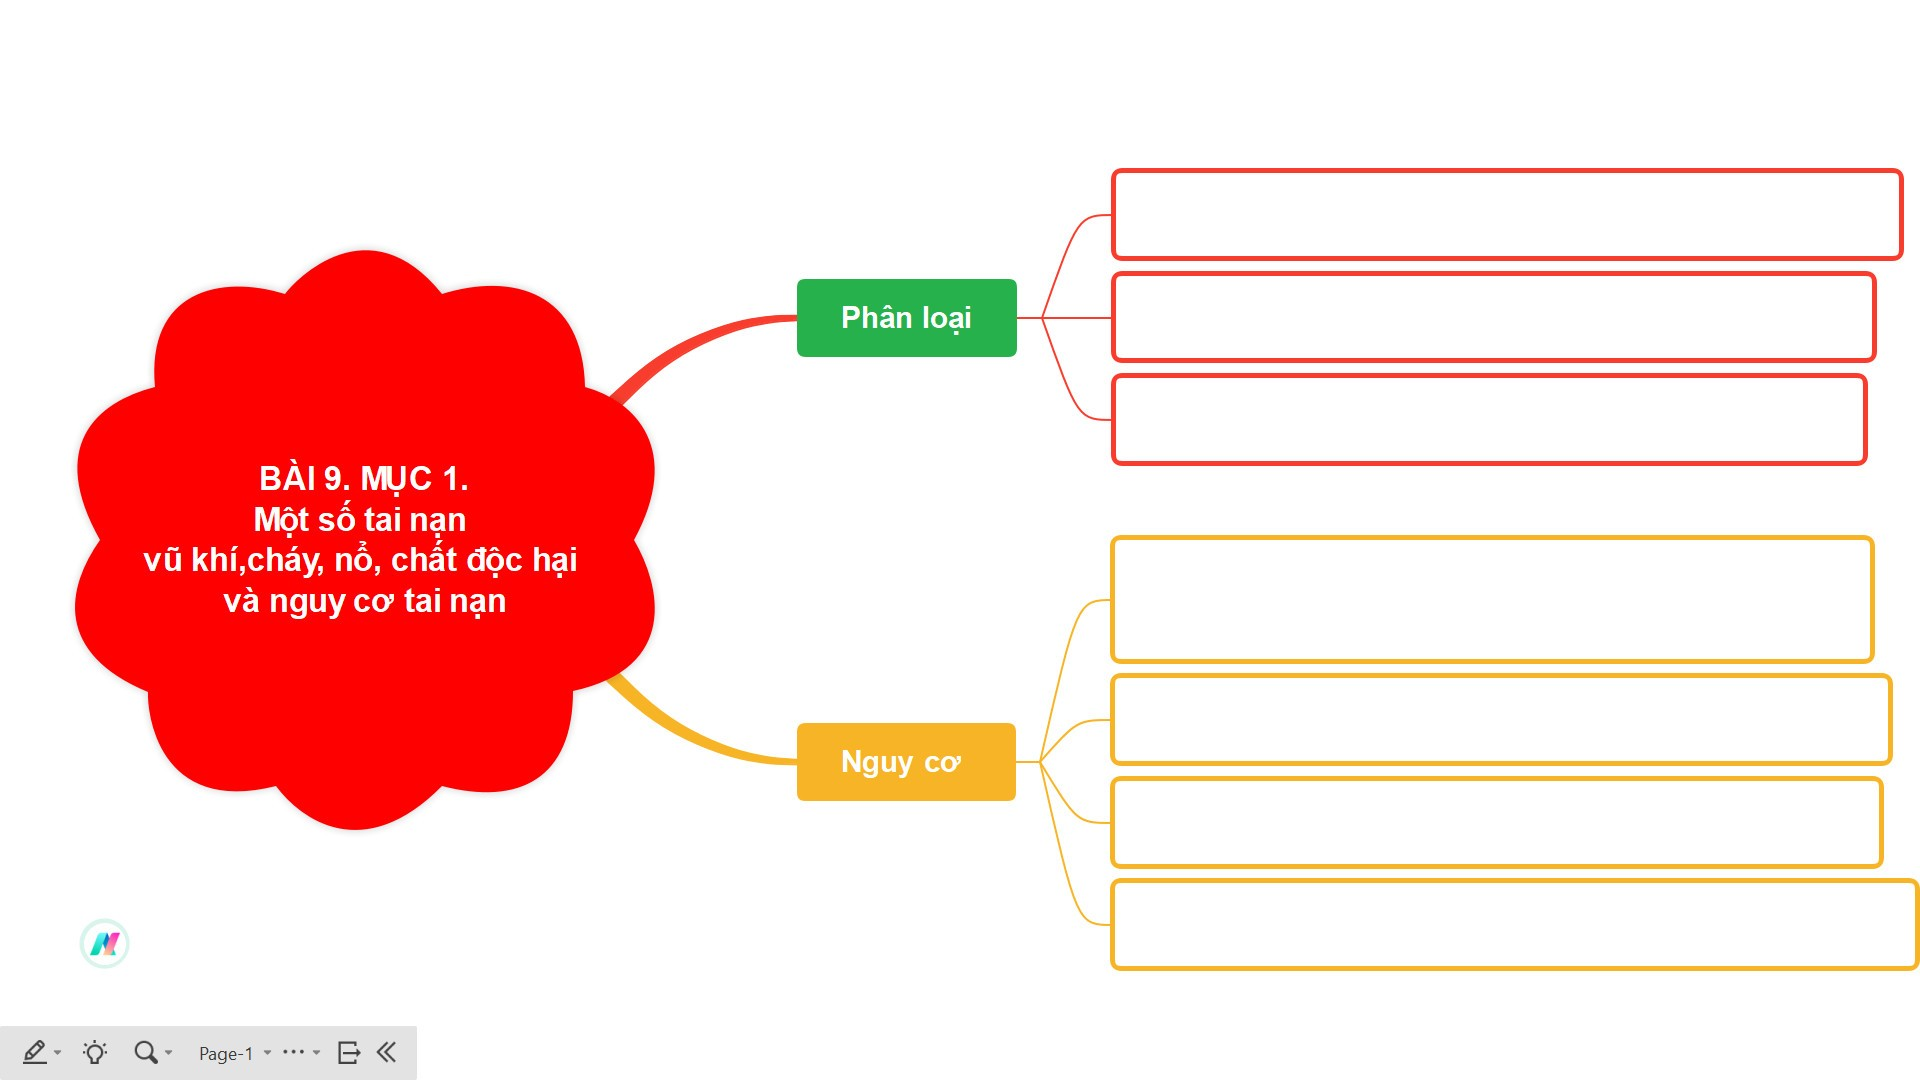 BÀI 9. MỤC 1.
Một số tai nạn
vũ khí,cháy, nổ, chất độc hại
và nguy cơ tai nạn
Phân loại
Nguy cơ
Page-1